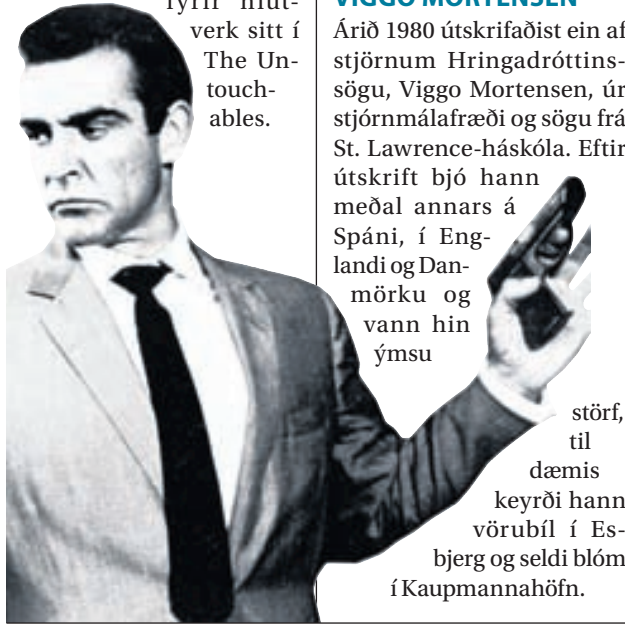 fyrir hlut-
verk sitt í
The Un-
touch-
ables.
VIGGO MORTENSEN
Árið 1980 útskrifaðist ein af
stjörnum Hringadróttins-
sögu, Viggo Mortensen, úr
stjórnmálafræði og sögu frá
St. Lawrence-háskóla. Eftir
útskrift bjó hann
meðal annars á
Spáni, í Eng-
landi og Dan-
mörku og
vann hin
ýmsu
störf,
til
dæmis
keyrði hann
vörubíl í Es-
bjerg og seldi blóm
í Kaupmannahöfn.